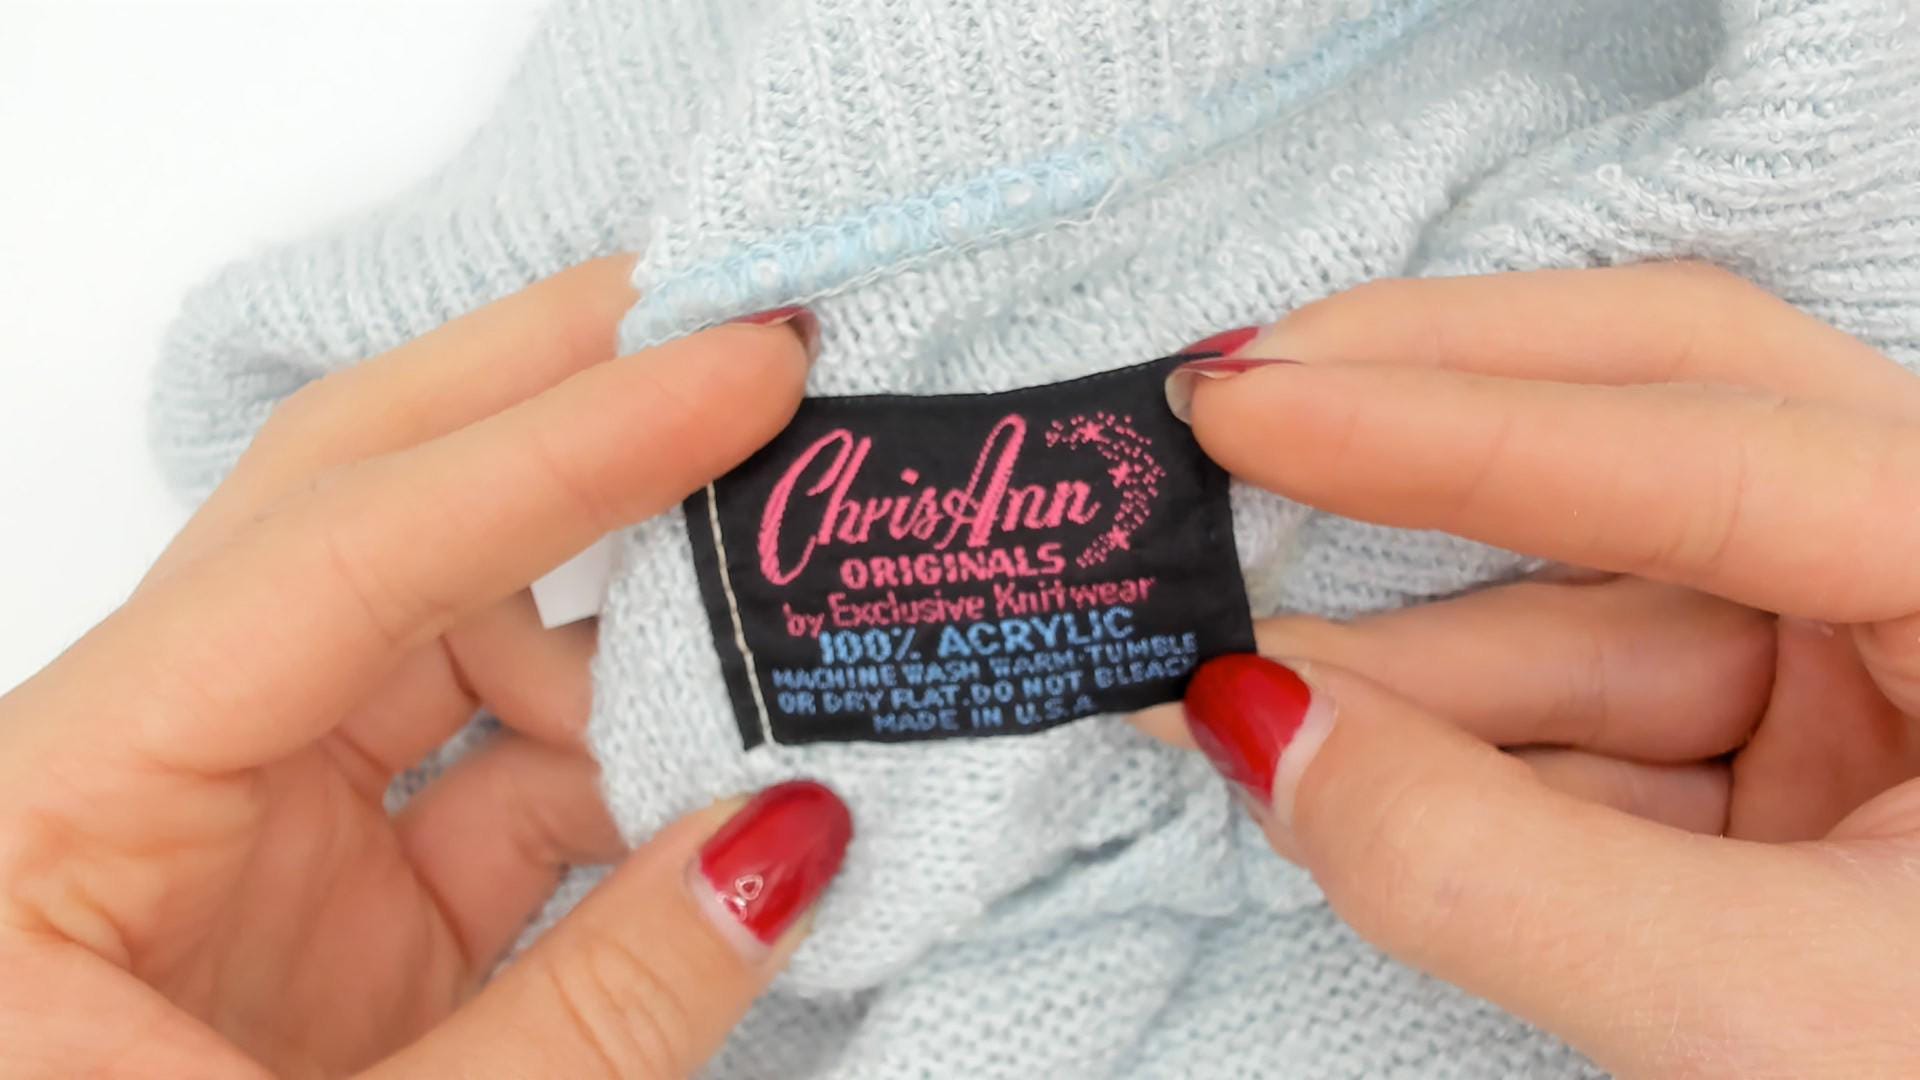 ChrisAnn
ORIGINALS
by Exclusive Knitwear
100% ACRYLIC
MACHINE WASH WARM·TUMBLE
OR DRY FLAT·DO NOT BLEACH
MADE IN U.S.A.